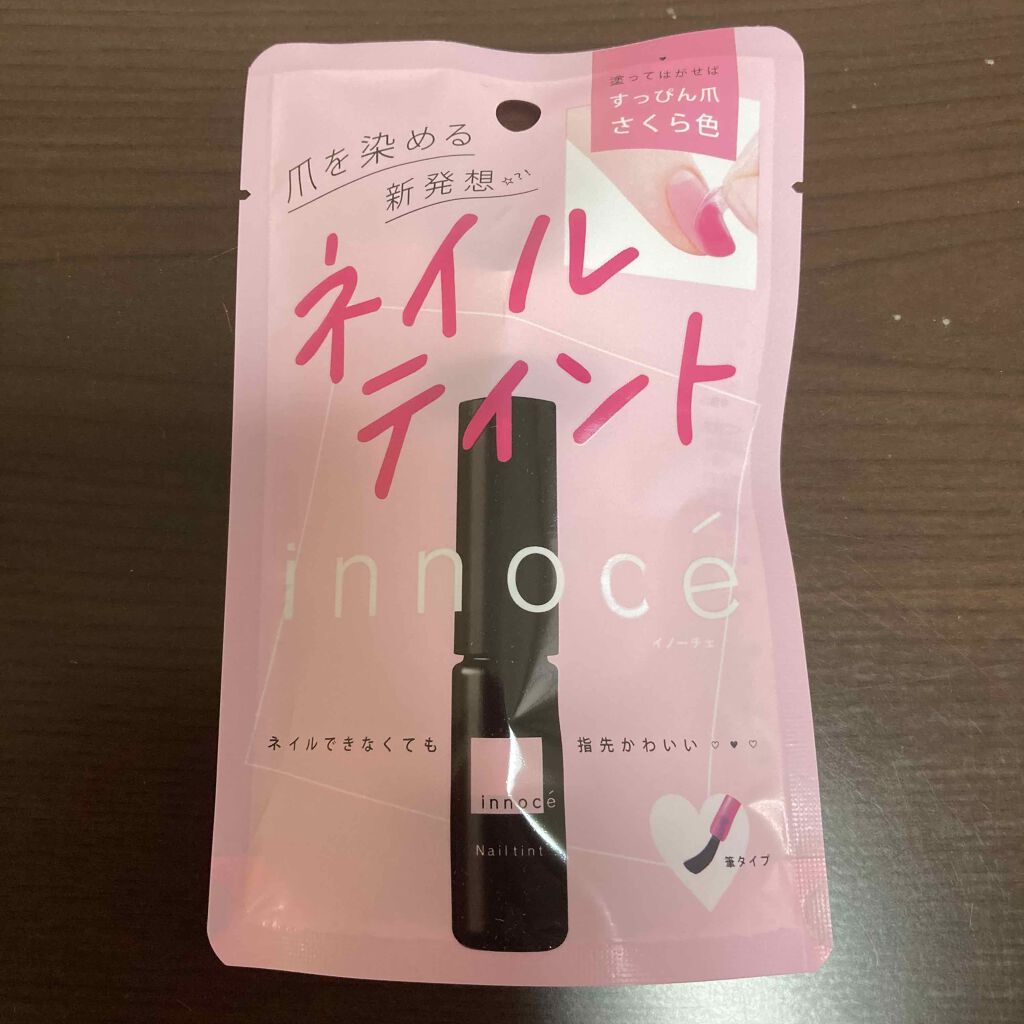 塗ってはがせば
すっぴん爪
さくら色
爪を染める
新発想
ネイル
ティント
innocé
イノーチェ
ネイルできなくても 指先かわいい♡♥♡
innocé
Nail tint
筆タイプ